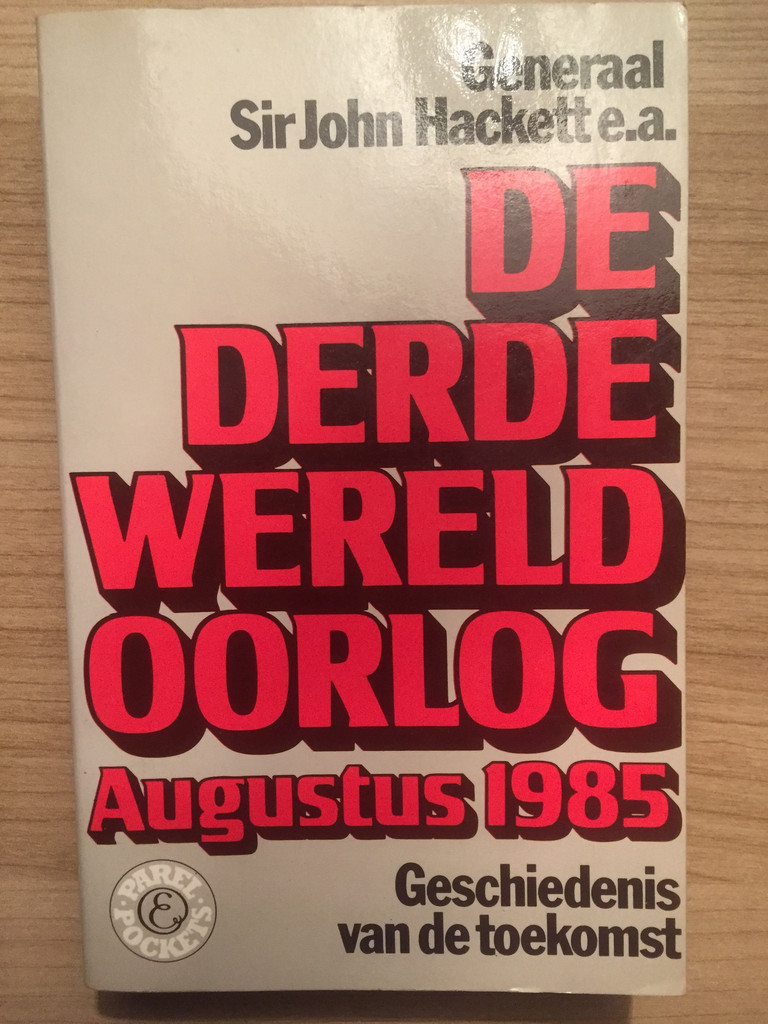 Generaal
Sir John Hackett e.a.
DE
DERDE
WERELD
OORLOG
Augustus 1985
PAREL
E
POCKETS
Geschiedenis
van de toekomst